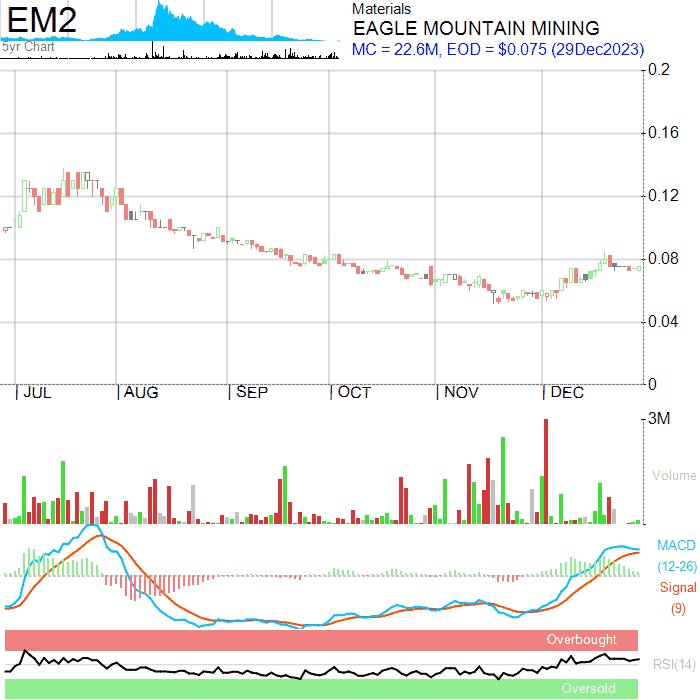 EM2
5yr Chart
Materials
EAGLE MOUNTAIN MINING
MC = 22.6M, EOD = $0.075 (29Dec2023)
0.2
0.16
0.12
0.08
0.04
0
JUL AUG SEP OCT NOV DEC
3M
Volume
MACD
(12-26)
Signal
(9)
Overbought
RSI(14)
Oversold